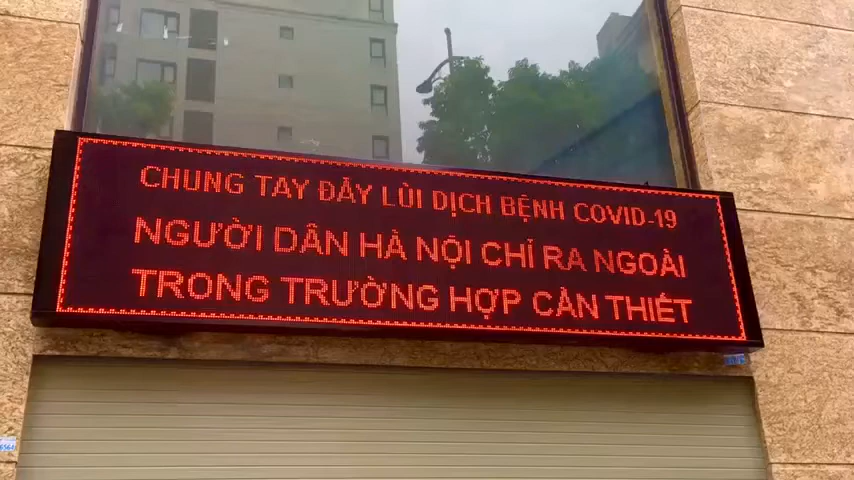 CHUNG TAY ĐẨY LÙI DỊCH BỆNH COVID-19
NGƯỜI DÂN HÀ NỘI CHỈ RA NGOÀI
TRONG TRƯỜNG HỢP CẦN THIẾT